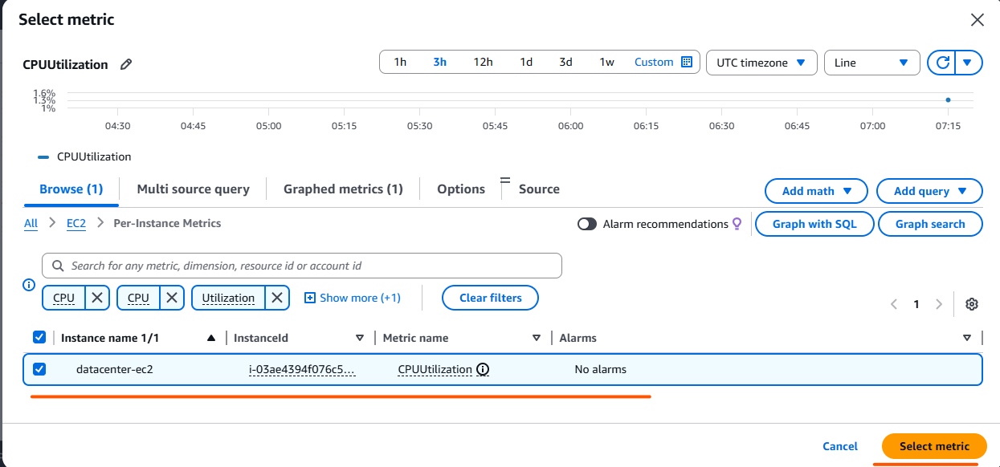 Select metric
CPUUtilization
1h 3h 12h 1d 3d 1w Custom UTC timezone Line
1.6%
1.3%
1%
04:30 04:45 05:00 05:15 05:30 05:45 06:00 06:15 06:30 06:45 07:00 07:15
CPUUtilization
Browse (1) Multi source query Graphed metrics (1) Options Source Add math Add query
All EC2 Per-Instance Metrics Alarm recommendations Graph with SQL Graph search
Search for any metric, dimension, resource id or account id
CPU CPU Utilization Show more (+1) Clear filters 1
Instance name 1/1 InstanceId Metric name Alarms
datacenter-ec2 i-03ae4394f076c5... CPUUtilization No alarms
Cancel Select metric